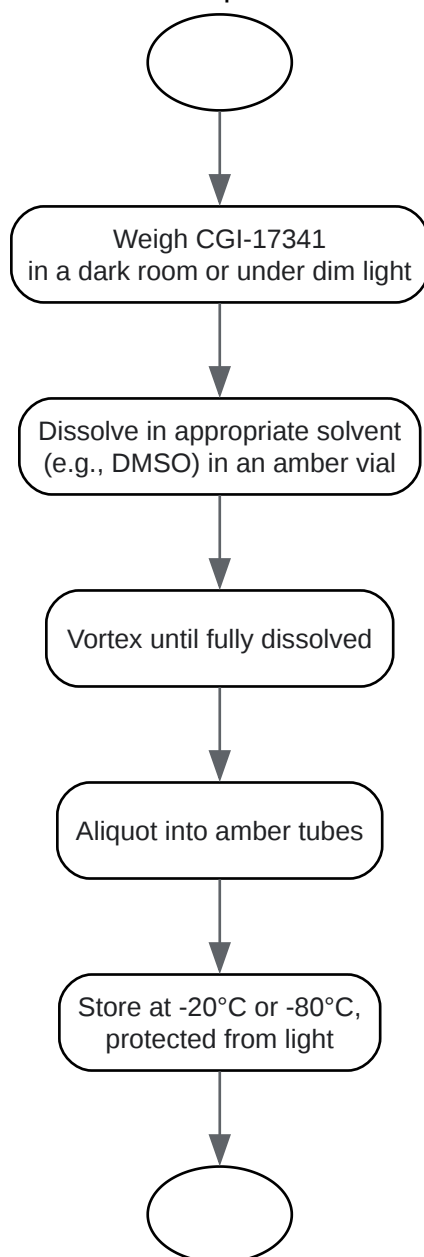 Weigh CGI-17341
in a dark room or under dim light
Dissolve in appropriate solvent
(e.g., DMSO) in an amber vial
Vortex until fully dissolved
Aliquot into amber tubes
Store at -20°C or -80°C,
protected from light